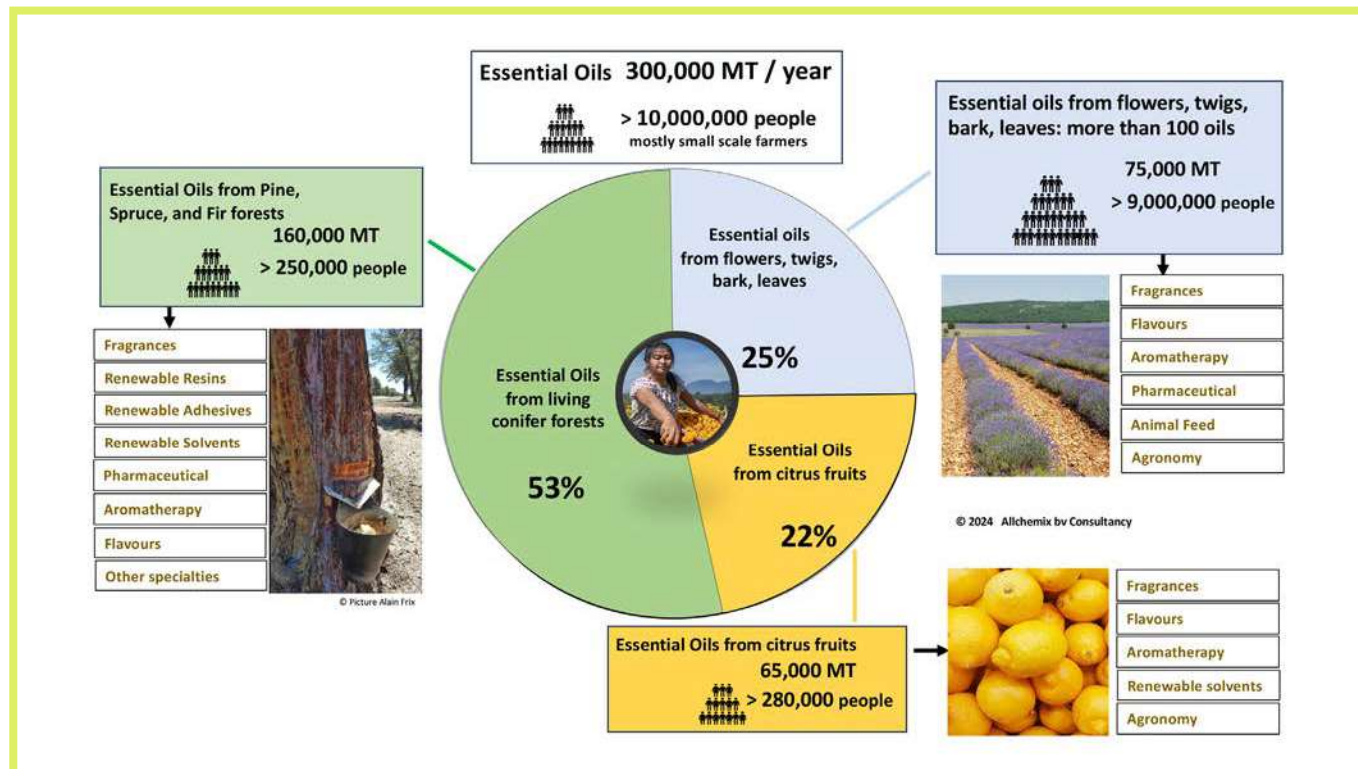 Essential Oils 300,000 MT / year
> 10,000,000 people
mostly small scale farmers
Essential oils from flowers, twigs,
bark, leaves: more than 100 oils
75,000 MT
> 9,000,000 people
Essential Oils from Pine,
Spruce, and Fir forests
160,000 MT
> 250,000 people
Essential oils
from flowers, twigs,
bark, leaves
25%
Essential Oils
from living
conifer forests
53%
Essential Oils
from citrus fruits
22%
Fragrances
Renewable Resins
Renewable Adhesives
Renewable Solvents
Pharmaceutical
Aromatherapy
Flavours
Other specialties
© Picture Alain Frix
Fragrances
Flavours
Aromatherapy
Pharmaceutical
Animal Feed
Agronomy
© 2024 Allchemix bv Consultancy
Essential Oils from citrus fruits
65,000 MT
> 280,000 people
Fragrances
Flavours
Aromatherapy
Renewable solvents
Agronomy